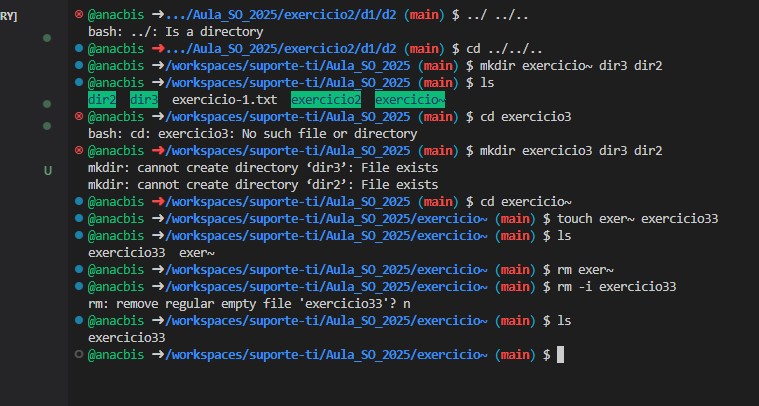 RY]
@anacbis ➜.../Aula_SO_2025/exercicio2/d1/d2 (main) $ ../ ../..
bash: ../: Is a directory
@anacbis ➜.../Aula_SO_2025/exercicio2/d1/d2 (main) $ cd ../../..
@anacbis ➜/workspaces/suporte-ti/Aula_SO_2025 (main) $ mkdir exercicio~ dir3 dir2
@anacbis ➜/workspaces/suporte-ti/Aula_SO_2025 (main) $ ls
dir2  dir3  exercicio-1.txt  exercicio2  exercicio~
@anacbis ➜/workspaces/suporte-ti/Aula_SO_2025 (main) $ cd exercicio3
bash: cd: exercicio3: No such file or directory
@anacbis ➜/workspaces/suporte-ti/Aula_SO_2025 (main) $ mkdir exercicio3 dir3 dir2
mkdir: cannot create directory ‘dir3’: File exists
U
mkdir: cannot create directory ‘dir2’: File exists
@anacbis ➜/workspaces/suporte-ti/Aula_SO_2025 (main) $ cd exercicio~
@anacbis ➜/workspaces/suporte-ti/Aula_SO_2025/exercicio~ (main) $ touch exer~ exercicio33
@anacbis ➜/workspaces/suporte-ti/Aula_SO_2025/exercicio~ (main) $ ls
exercicio33  exer~
@anacbis ➜/workspaces/suporte-ti/Aula_SO_2025/exercicio~ (main) $ rm exer~
@anacbis ➜/workspaces/suporte-ti/Aula_SO_2025/exercicio~ (main) $ rm -i exercicio33
rm: remove regular empty file 'exercicio33'? n
@anacbis ➜/workspaces/suporte-ti/Aula_SO_2025/exercicio~ (main) $ ls
exercicio33
@anacbis ➜/workspaces/suporte-ti/Aula_SO_2025/exercicio~ (main) $